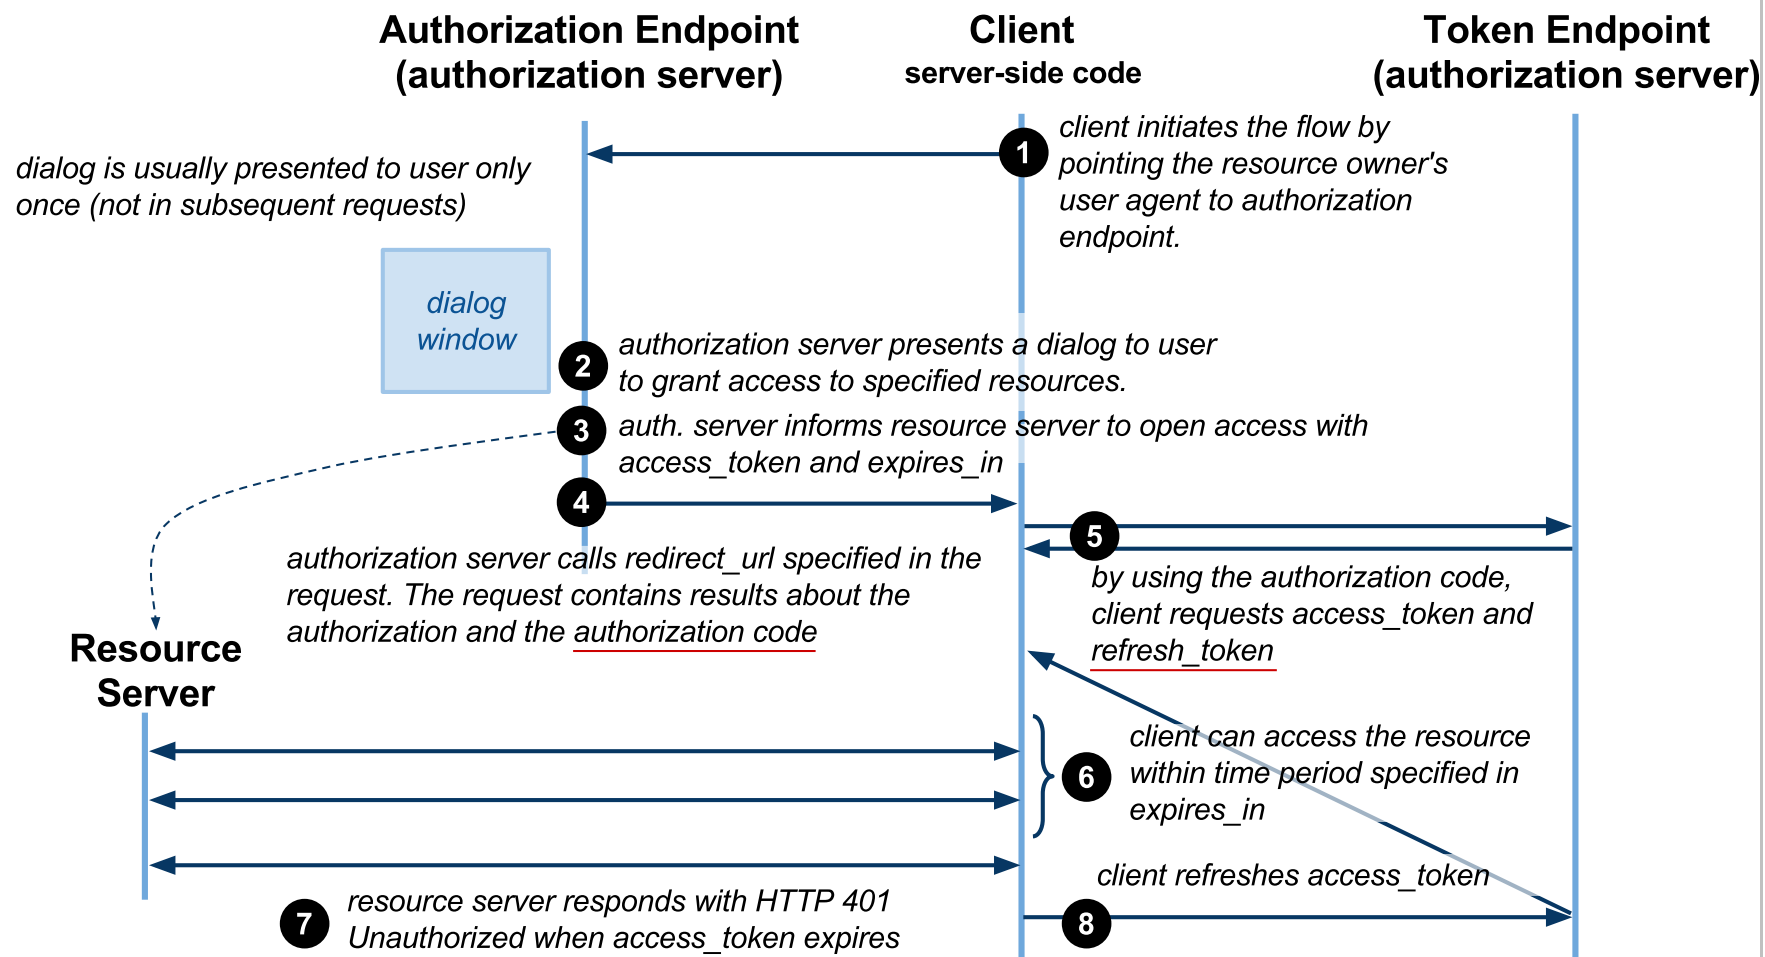 Authorization Endpoint
(authorization server)
Client
server-side code
Token Endpoint
(authorization server)
1
client initiates the flow by
pointing the resource owner's
user agent to authorization
endpoint.
dialog is usually presented to user only
once (not in subsequent requests)
dialog
window
2
authorization server presents a dialog to user
to grant access to specified resources.
3
auth. server informs resource server to open access with
access_token and expires_in
4
authorization server calls redirect_url specified in the
request. The request contains results about the
authorization and the authorization code
5
by using the authorization code,
client requests access_token and
refresh_token
Resource
Server
6
client can access the resource
within time period specified in
expires_in
7
resource server responds with HTTP 401
Unauthorized when access_token expires
client refreshes access_token
8